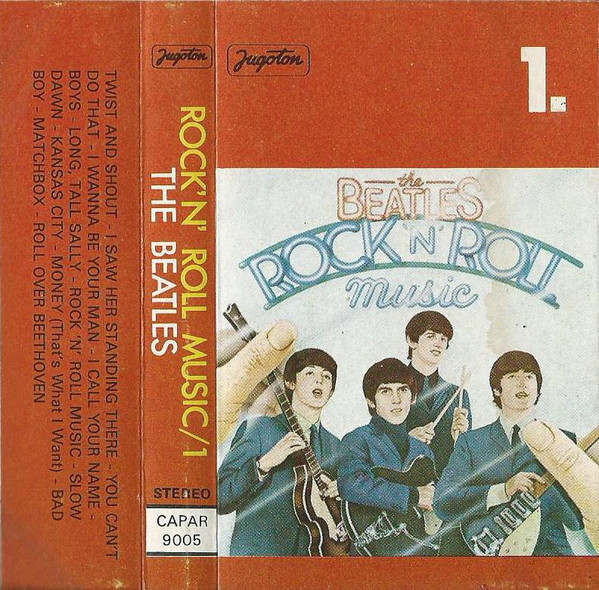 TWIST AND SHOUT - I SAW HER STANDING THERE - YOU CAN'T
DO THAT - I WANNA BE YOUR MAN - I CALL YOUR NAME -
BOYS - LONG, TALL SALLY - ROCK 'N' ROLL MUSIC - SLOW
DAWN - KANSAS CITY - MONEY (That's What I Want) - BAD
BOY - MATCHBOX - ROLL OVER BEETHOVEN
Jugoton
ROCK'N' ROLL MUSIC/1
THE BEATLES
STEREO
CAPAR
9005
Jugoton
1.
the
BEATLES
ROCK 'N' ROLL
music